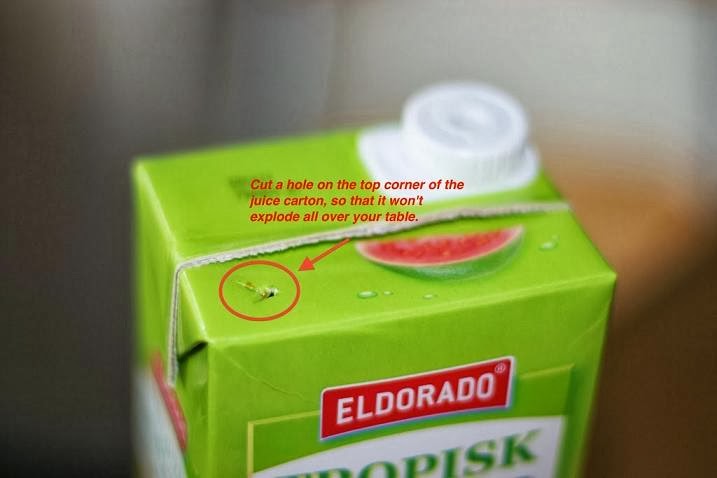 Cut a hole on the top corner of the
juice carton, so that it won't
explode all over your table.
ELDORADO®
TROPISK